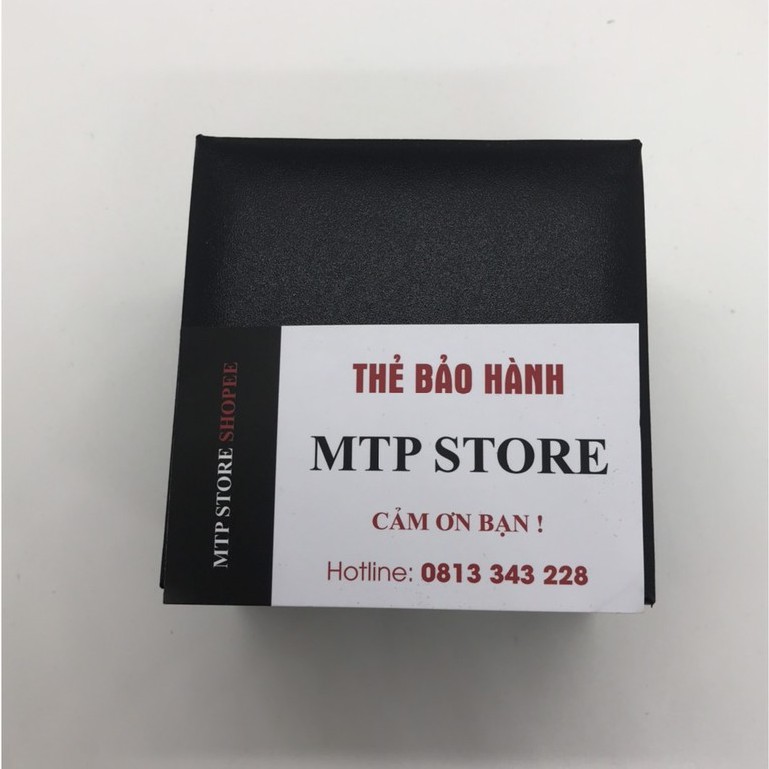 THẺ BẢO HÀNH
MTP STORE
CẢM ƠN BẠN !
Hotline: 0813 343 228
MTP STORE SHOPEE